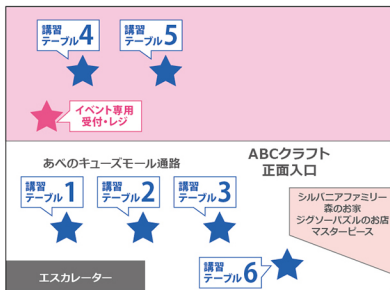 講習
テーブル4
講習
テーブル5
イベント専用
受付・レジ
あべのキューズモール通路
ABCクラフト
正面入口
講習
テーブル1
講習
テーブル2
講習
テーブル3
シルバニアファミリー
森のお家
ジグソーパズルのお店
マスターピース
講習
テーブル6
エスカレーター